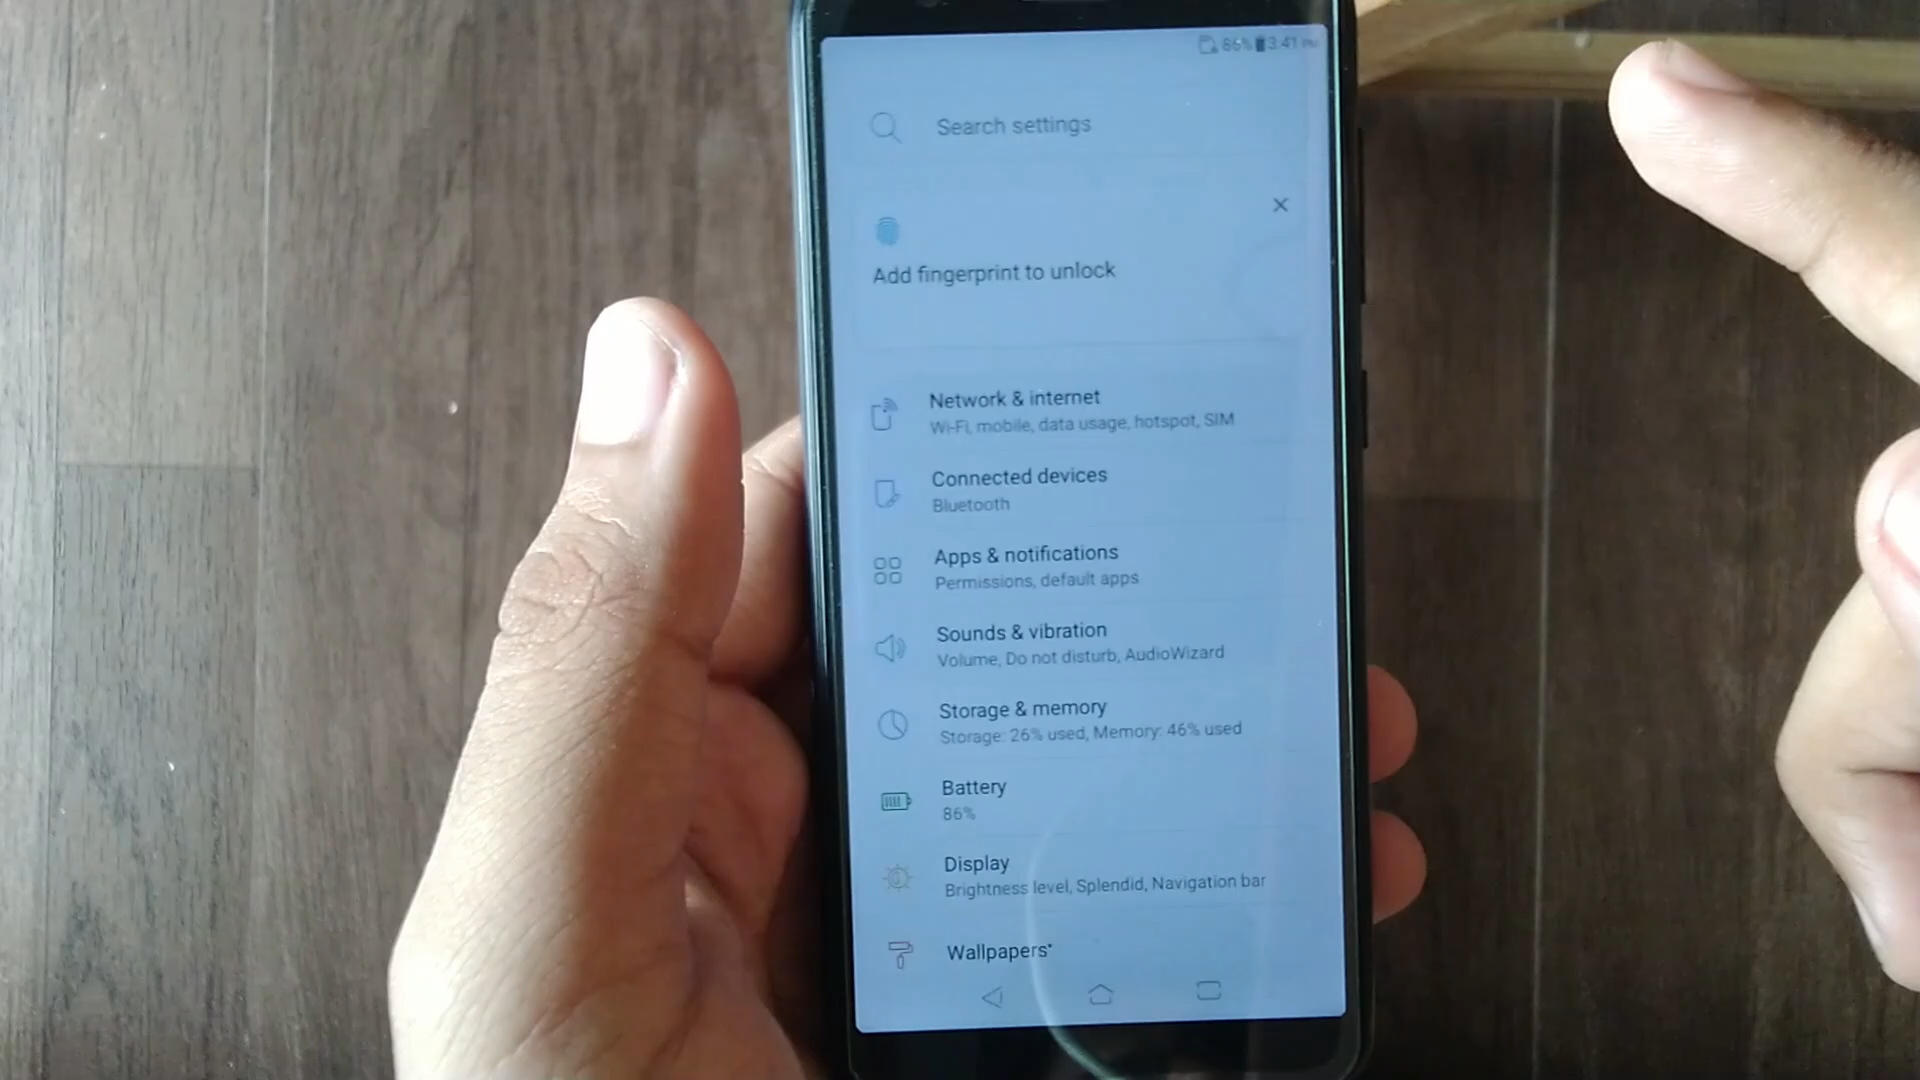 86% 3:41 PM
Search settings
Add fingerprint to unlock
Network & internet
Wi-Fi, mobile, data usage, hotspot, SIM
Connected devices
Bluetooth
Apps & notifications
Permissions, default apps
Sounds & vibration
Volume, Do not disturb, AudioWizard
Storage & memory
Storage: 26% used, Memory: 46% used
Battery
86%
Display
Brightness level, Splendid, Navigation bar
Wallpapers